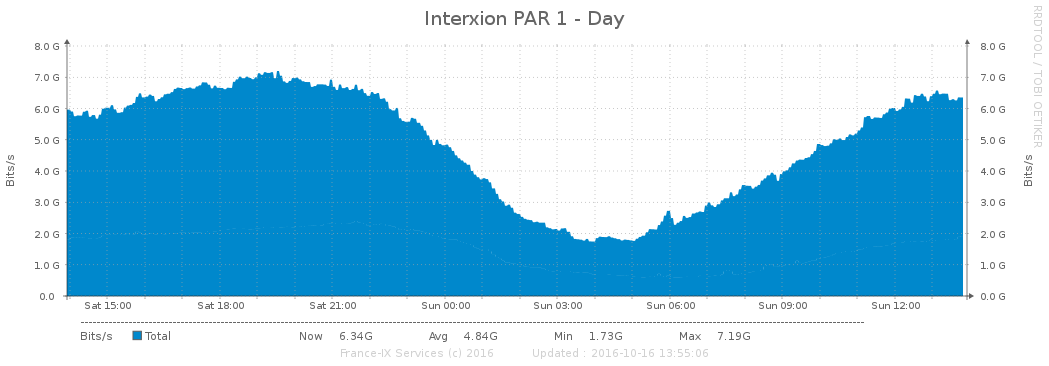 Interxion PAR 1 - Day
RRDTOOL / TOBI OETIKER
Bits/s
8.0 G
7.0 G
6.0 G
5.0 G
4.0 G
3.0 G
2.0 G
1.0 G
0.0
8.0 G
7.0 G
6.0 G
5.0 G
4.0 G
3.0 G
2.0 G
1.0 G
0.0 G
Bits/s
Sat 15:00 Sat 18:00 Sat 21:00 Sun 00:00 Sun 03:00 Sun 06:00 Sun 09:00 Sun 12:00
Bits/s Total Now 6.34G Avg 4.84G Min 1.73G Max 7.19G
France-IX Services (c) 2016 Updated : 2016-10-16 13:55:06